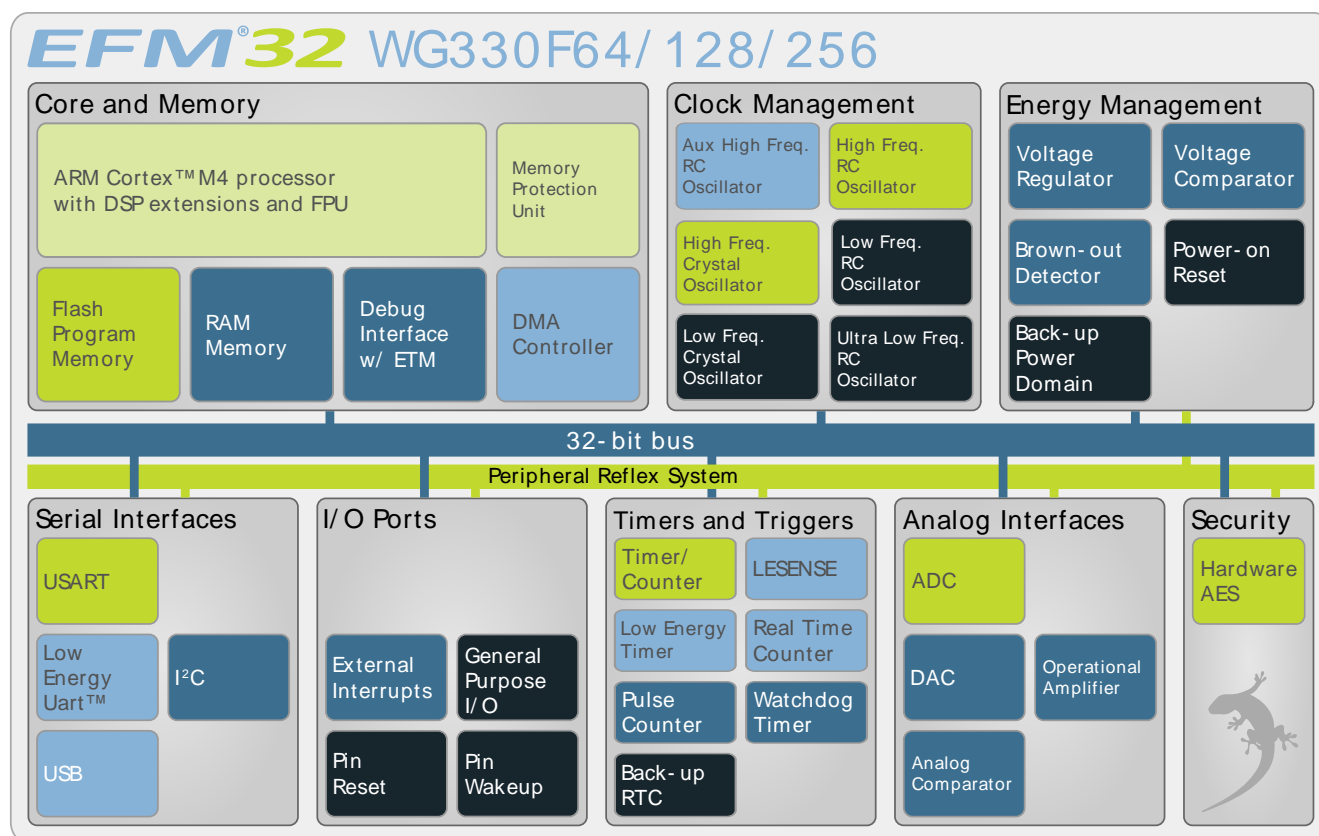 EFM®32 WG330F64/128/256
Core and Memory
ARM Cortex™ M4 processor
with DSP extensions and FPU
Memory
Protection
Unit
Flash
Program
Memory
RAM
Memory
Debug
Interface
w/ ETM
DMA
Controller
Clock Management
Aux High Freq.
RC
Oscillator
High Freq.
RC
Oscillator
High Freq.
Crystal
Oscillator
Low Freq.
RC
Oscillator
Low Freq.
Crystal
Oscillator
Ultra Low Freq.
RC
Oscillator
Energy Management
Voltage
Regulator
Voltage
Comparator
Brown-out
Detector
Power-on
Reset
Back-up
Power
Domain
32-bit bus
Peripheral Reflex System
Serial Interfaces
USART
Low
Energy
Uart™
I²C
USB
I/O Ports
External
Interrupts
General
Purpose
I/O
Pin
Reset
Pin
Wakeup
Timers and Triggers
Timer/
Counter
LESENSE
Low Energy
Timer
Real Time
Counter
Pulse
Counter
Watchdog
Timer
Back-up
RTC
Analog Interfaces
ADC
DAC
Operational
Amplifier
Analog
Comparator
Security
Hardware
AES